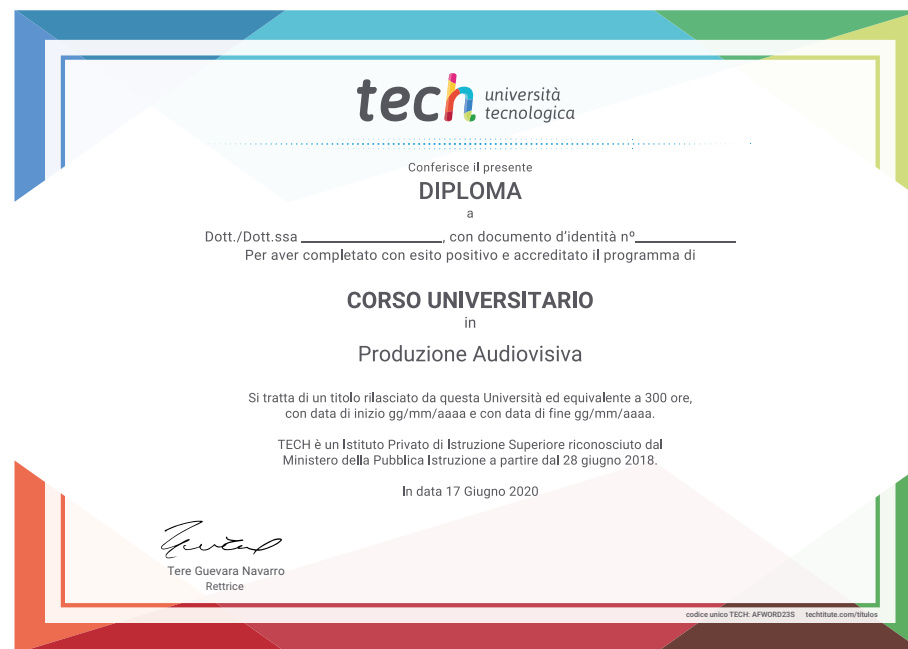 tech università
tecnologica
Conferisce il presente
DIPLOMA
a
Dott./Dott.ssa ____________________, con documento d'identità nº______________
Per aver completato con esito positivo e accreditato il programma di
CORSO UNIVERSITARIO
in
Produzione Audiovisiva
Si tratta di un titolo rilasciato da questa Università ed equivalente a 300 ore,
con data di inizio gg/mm/aaaa e con data di fine gg/mm/aaaa.
TECH è un Istituto Privato di Istruzione Superiore riconosciuto dal
Ministero della Pubblica Istruzione a partire dal 28 giugno 2018.
In data 17 Giugno 2020
Tere Guevara Navarro
Rettrice
codice unico TECH: AFWORD23S techtitute.com/titulos